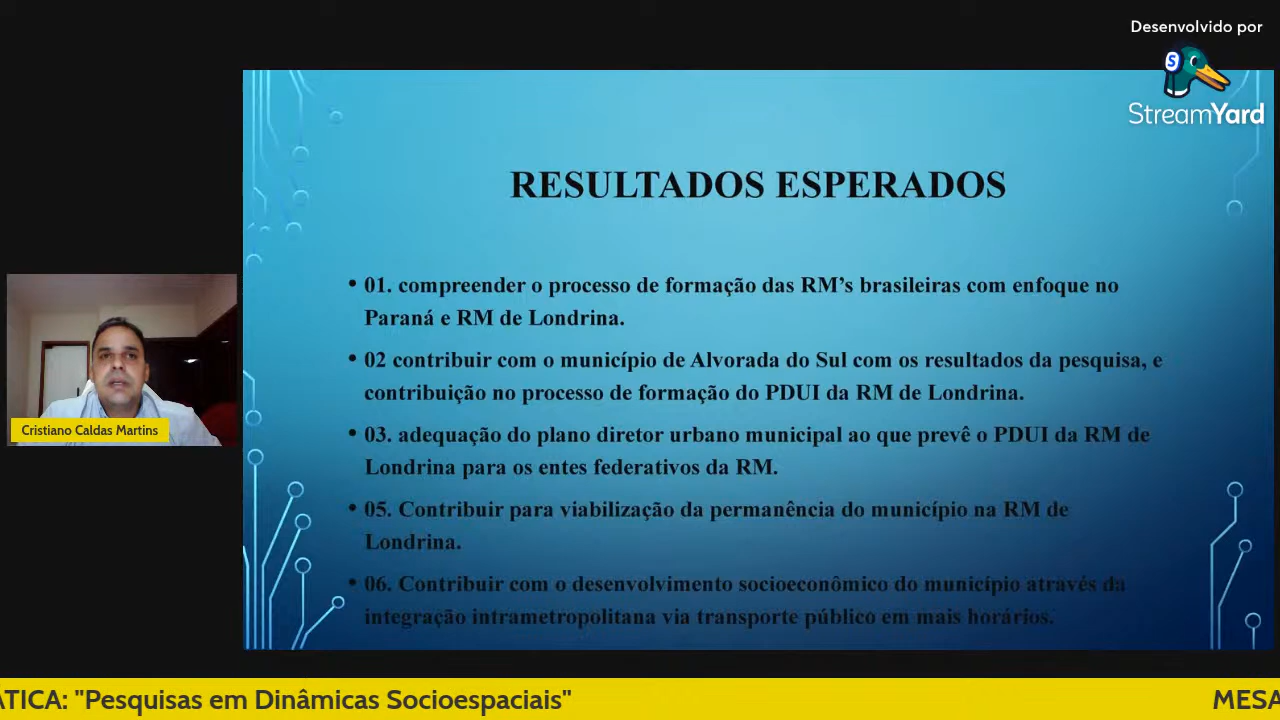 Desenvolvido por
S
StreamYard
RESULTADOS ESPERADOS
• 01. compreender o processo de formação das RM’s brasileiras com enfoque no
Paraná e RM de Londrina.
• 02 contribuir com o município de Alvorada do Sul com os resultados da pesquisa, e
contribuição no processo de formação do PDUI da RM de Londrina.
• 03. adequação do plano diretor urbano municipal ao que prevê o PDUI da RM de
Londrina para os entes federativos da RM.
• 05. Contribuir para viabilização da permanência do município na RM de
Londrina.
• 06. Contribuir com o desenvolvimento socioeconômico do município através da
integração intrametropolitana via transporte público em mais horários.
Cristiano Caldas Martins
ÁTICA: "Pesquisas em Dinâmicas Socioespaciais"
MESA